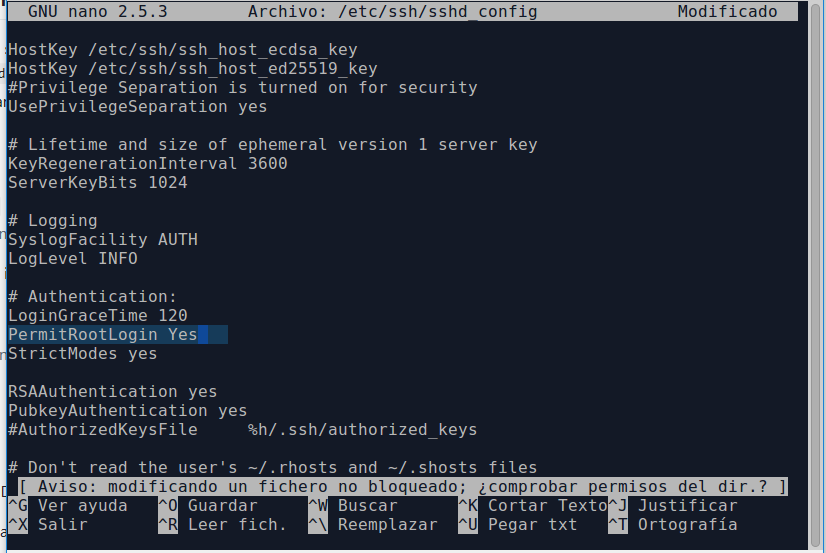 GNU nano 2.5.3 Archivo: /etc/ssh/sshd_config Modificado
HostKey /etc/ssh/ssh_host_ecdsa_key
HostKey /etc/ssh/ssh_host_ed25519_key
#Privilege Separation is turned on for security
UsePrivilegeSeparation yes
# Lifetime and size of ephemeral version 1 server key
KeyRegenerationInterval 3600
ServerKeyBits 1024
# Logging
SyslogFacility AUTH
LogLevel INFO
# Authentication:
LoginGraceTime 120
PermitRootLogin Yes
StrictModes yes
RSAAuthentication yes
PubkeyAuthentication yes
#AuthorizedKeysFile %h/.ssh/authorized_keys
# Don't read the user's ~/.rhosts and ~/.shosts files
[ Aviso: modificando un fichero no bloqueado; ¿comprobar permisos del dir.? ]
^G Ver ayuda ^O Guardar ^W Buscar ^K Cortar Texto ^J Justificar
^X Salir ^R Leer fich. ^\ Reemplazar ^U Pegar txt ^T Ortografía